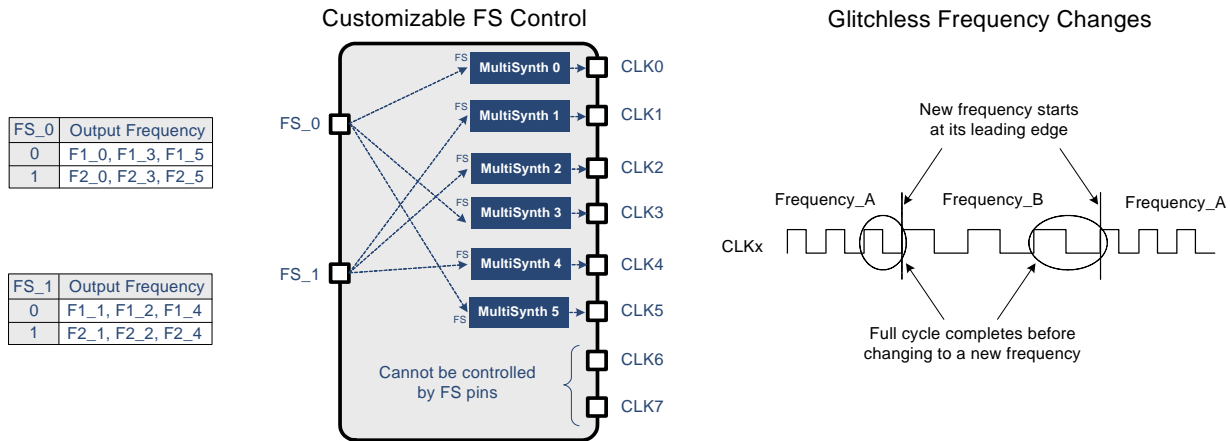 Customizable FS Control
Glitchless Frequency Changes
FS_0 Output Frequency
0 F1_0, F1_3, F1_5
1 F2_0, F2_3, F2_5
FS_1 Output Frequency
0 F1_1, F1_2, F1_4
1 F2_1, F2_2, F2_4
FS_0
FS_1
FS
MultiSynth 0
CLK0
FS
MultiSynth 1
CLK1
FS
MultiSynth 2
CLK2
FS
MultiSynth 3
CLK3
FS
MultiSynth 4
CLK4
FS
MultiSynth 5
CLK5
Cannot be controlled
by FS pins
CLK6
CLK7
New frequency starts
at its leading edge
Frequency_A
Frequency_B
Frequency_A
CLKx
Full cycle completes before
changing to a new frequency